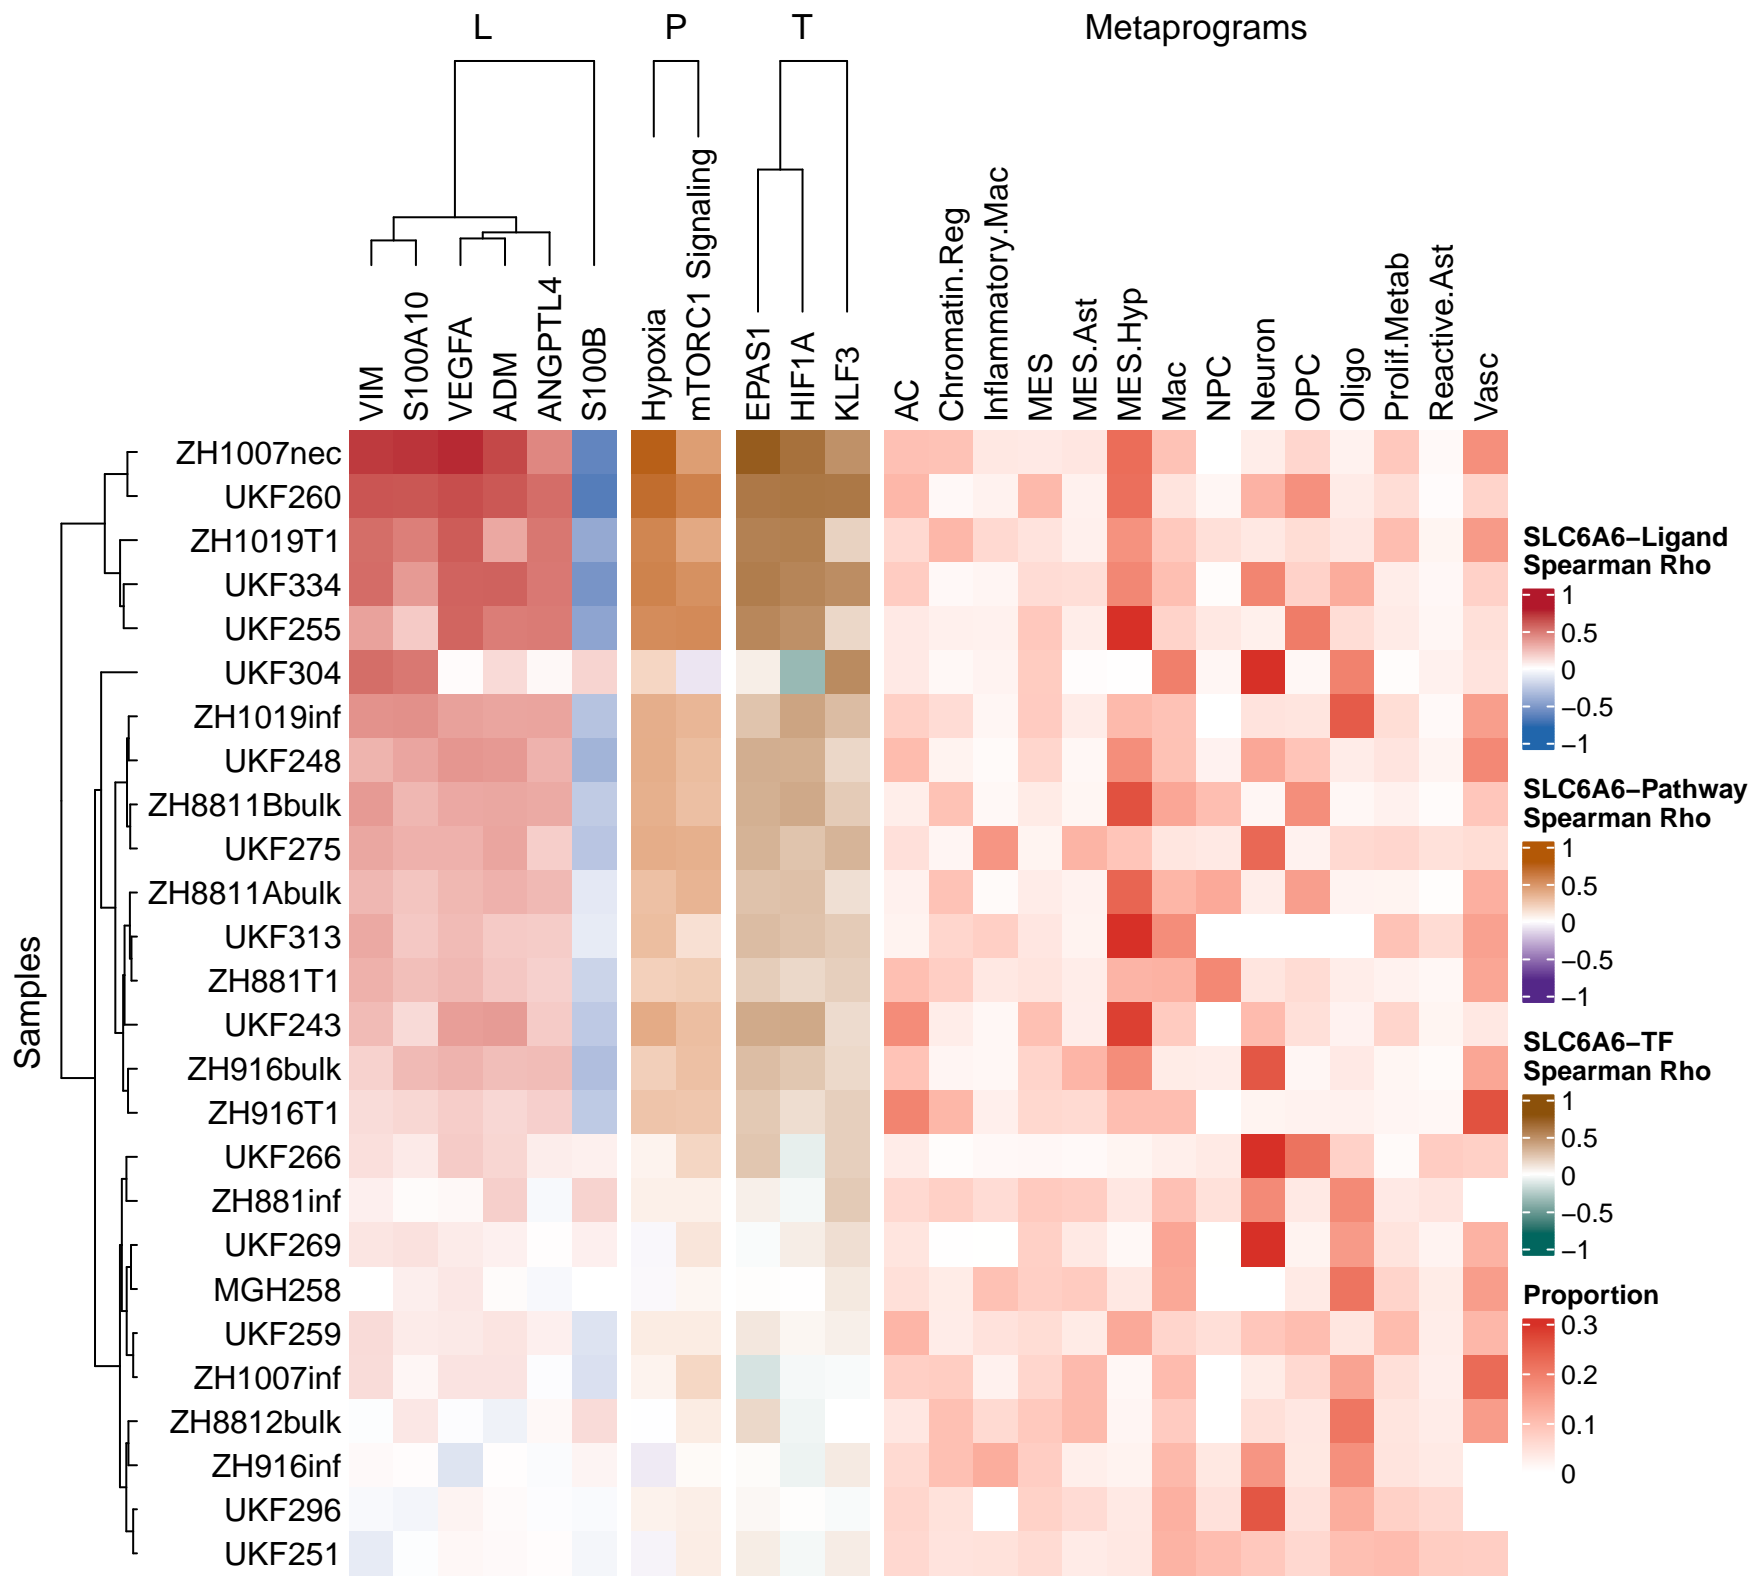 L
P
T
Metaprograms
VIM
S100A10
VEGFA
ADM
ANGPTL4
S100B
Hypoxia
mTORC1 Signaling
EPAS1
HIF1A
KLF3
AC
Chromatin.Reg
Inflammatory.Mac
MES
MES.Ast
MES.Hyp
Mac
NPC
Neuron
OPC
Oligo
Prolif.Metab
Reactive.Ast
Vasc
Samples
ZH1007nec
UKF260
ZH1019T1
UKF334
UKF255
UKF304
ZH1019inf
UKF248
ZH8811Bbulk
UKF275
ZH8811Abulk
UKF313
ZH881T1
UKF243
ZH916bulk
ZH916T1
UKF266
ZH881inf
UKF269
MGH258
UKF259
ZH1007inf
ZH8812bulk
ZH916inf
UKF296
UKF251
SLC6A6−Ligand
Spearman Rho
1
0.5
0
−0.5
−1
SLC6A6−Pathway
Spearman Rho
1
0.5
0
−0.5
−1
SLC6A6−TF
Spearman Rho
1
0.5
0
−0.5
−1
Proportion
0.3
0.2
0.1
0